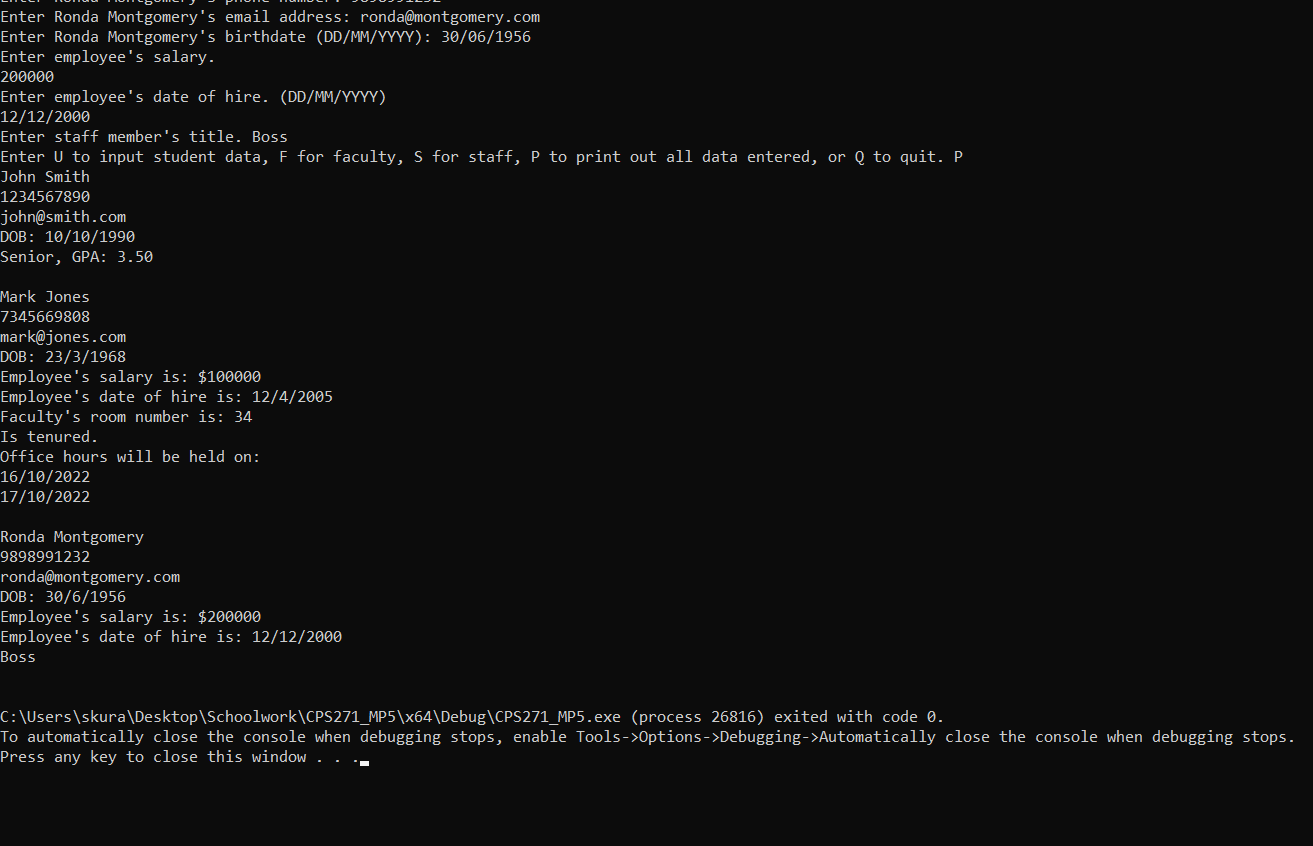 Enter Ronda Montgomery's phone number: 9898991232
Enter Ronda Montgomery's email address: ronda@montgomery.com
Enter Ronda Montgomery's birthdate (DD/MM/YYYY): 30/06/1956
Enter employee's salary.
200000
Enter employee's date of hire. (DD/MM/YYYY)
12/12/2000
Enter staff member's title. Boss
Enter U to input student data, F for faculty, S for staff, P to print out all data entered, or Q to quit. P
John Smith
1234567890
john@smith.com
DOB: 10/10/1990
Senior, GPA: 3.50
Mark Jones
7345669808
mark@jones.com
DOB: 23/3/1968
Employee's salary is: $100000
Employee's date of hire is: 12/4/2005
Faculty's room number is: 34
Is tenured.
Office hours will be held on:
16/10/2022
17/10/2022
Ronda Montgomery
9898991232
ronda@montgomery.com
DOB: 30/6/1956
Employee's salary is: $200000
Employee's date of hire is: 12/12/2000
Boss
C:\Users\skura\Desktop\Schoolwork\CPS271_MP5\x64\Debug\CPS271_MP5.exe (process 26816) exited with code 0.
To automatically close the console when debugging stops, enable Tools->Options->Debugging->Automatically close the console when debugging stops.
Press any key to close this window . . .